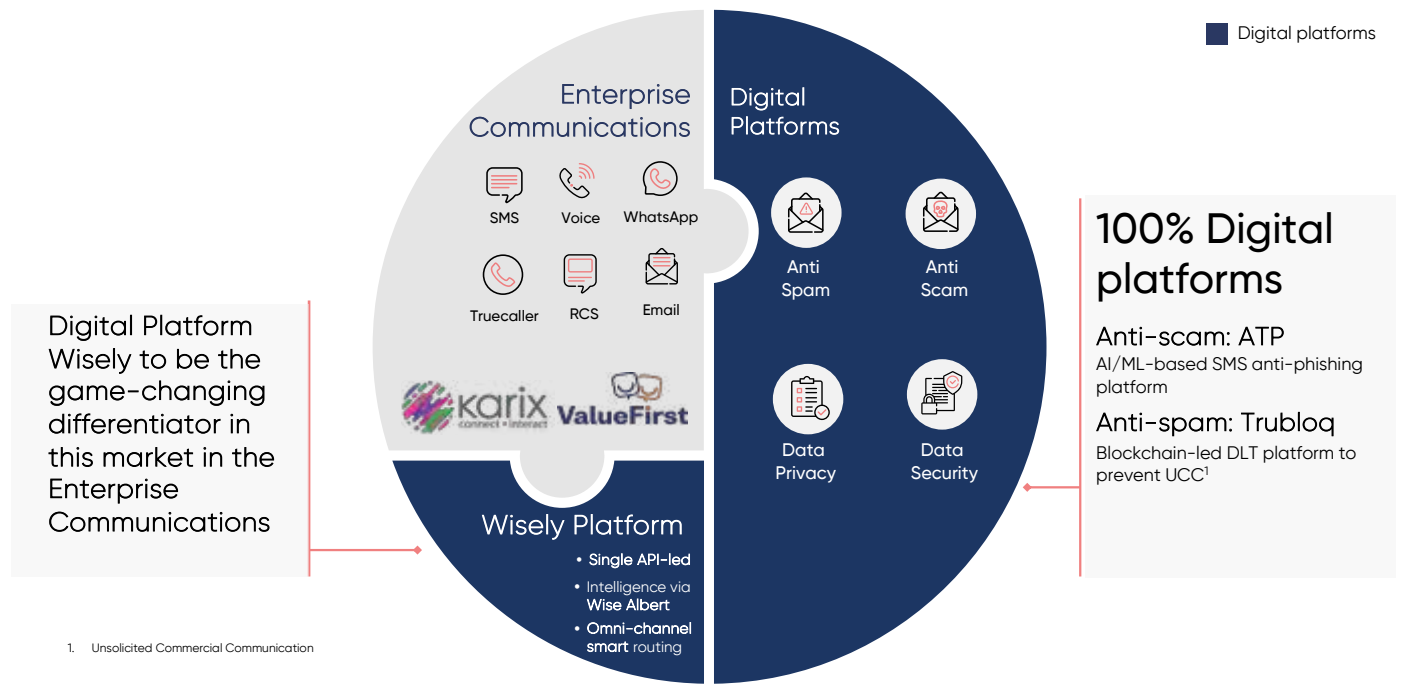 Digital platforms
Enterprise
Communications
SMS
Voice
WhatsApp
Truecaller
RCS
Email
karix
connect • interact
ValueFirst
Digital
Platforms
Anti
Spam
Anti
Scam
Data
Privacy
Data
Security
Wisely Platform
• Single API-led
• Intelligence via
Wise Albert
• Omni-channel
smart routing
Digital Platform
Wisely to be the
game-changing
differentiator in
this market in the
Enterprise
Communications
100% Digital
platforms
Anti-scam: ATP
AI/ML-based SMS anti-phishing
platform
Anti-spam: Trubloq
Blockchain-led DLT platform to
prevent UCC¹
1. Unsolicited Commercial Communication